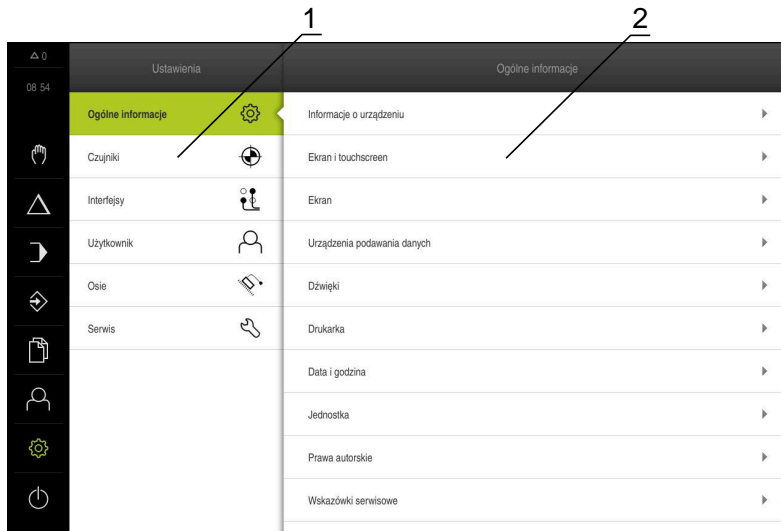 1
2
0
08 54
Ustawienia
Ogólne informacje
Ogólne informacje
Czujniki
Interfejsy
Użytkownik
Osie
Serwis
Informacje o urządzeniu
Ekran i touchscreen
Ekran
Urządzenia podawania danych
Dźwięki
Drukarka
Data i godzina
Jednostka
Prawa autorskie
Wskazówki serwisowe